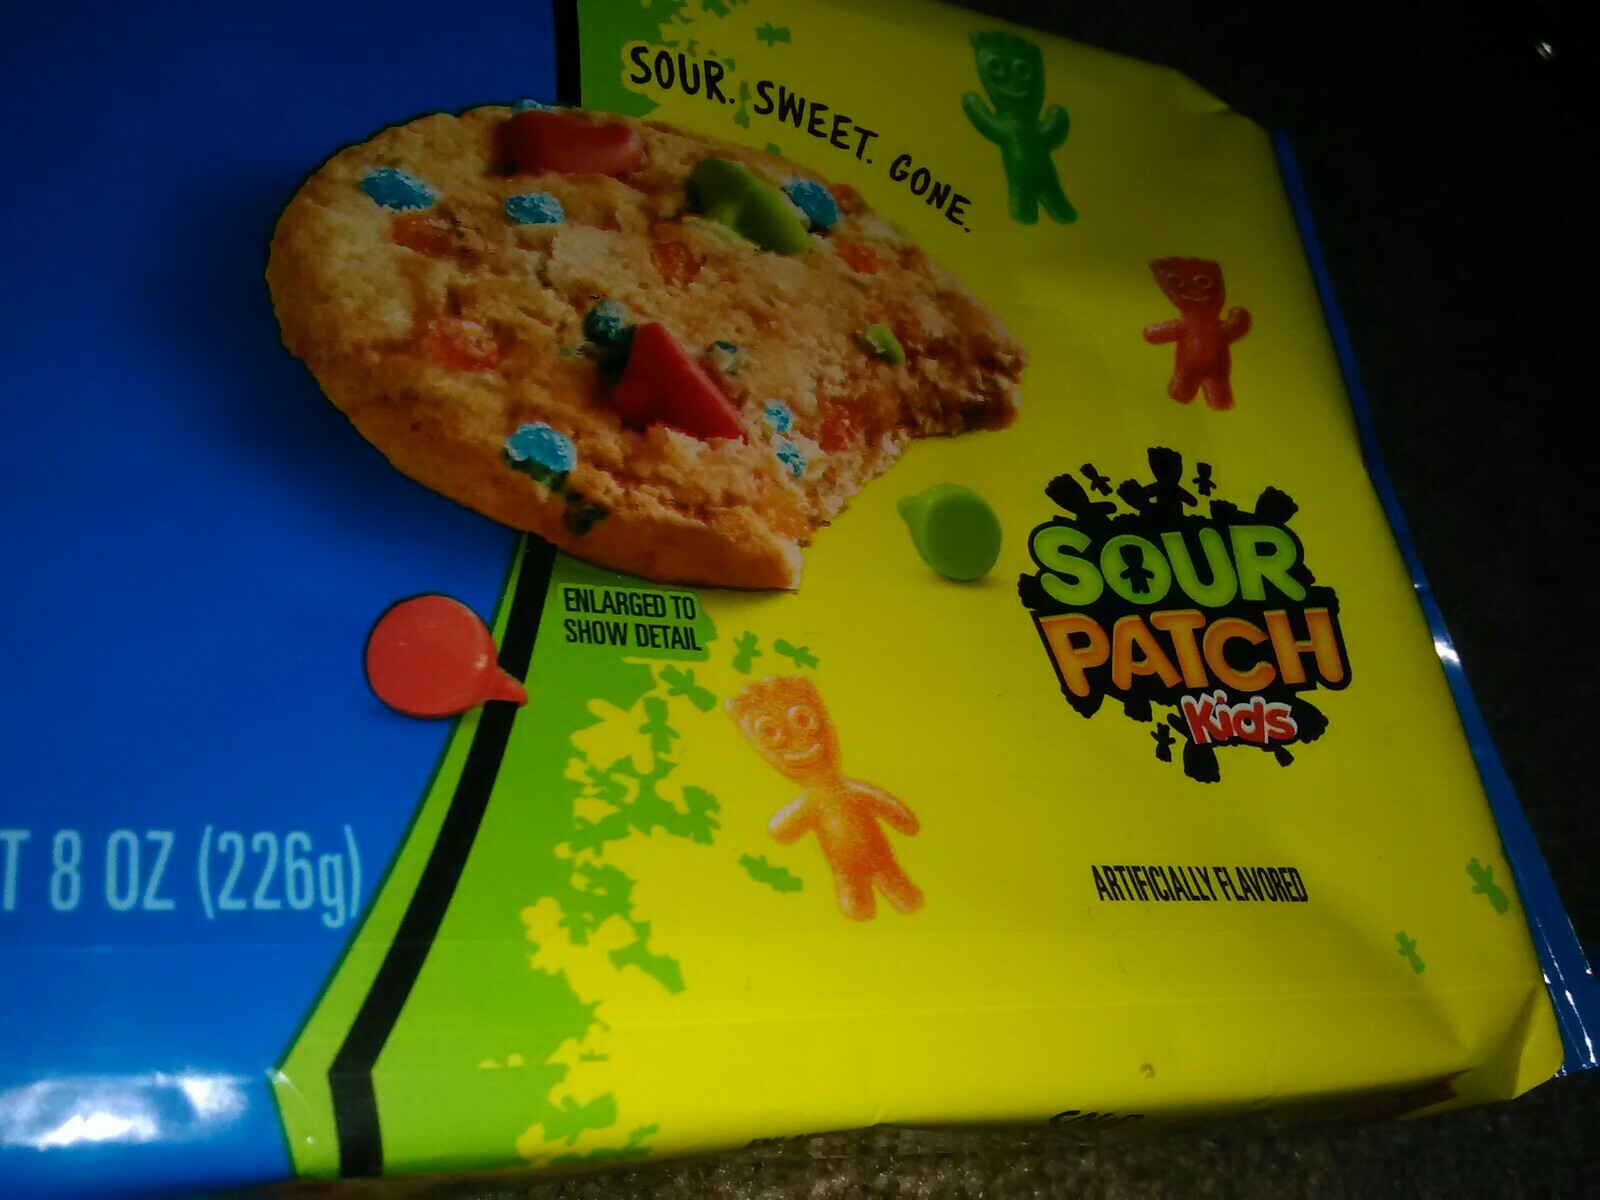 SOUR. SWEET. GONE.
ENLARGED TO
SHOW DETAIL
SOUR
PATCH
Kids
T 8 OZ (226g)
ARTIFICIALLY FLAVORED